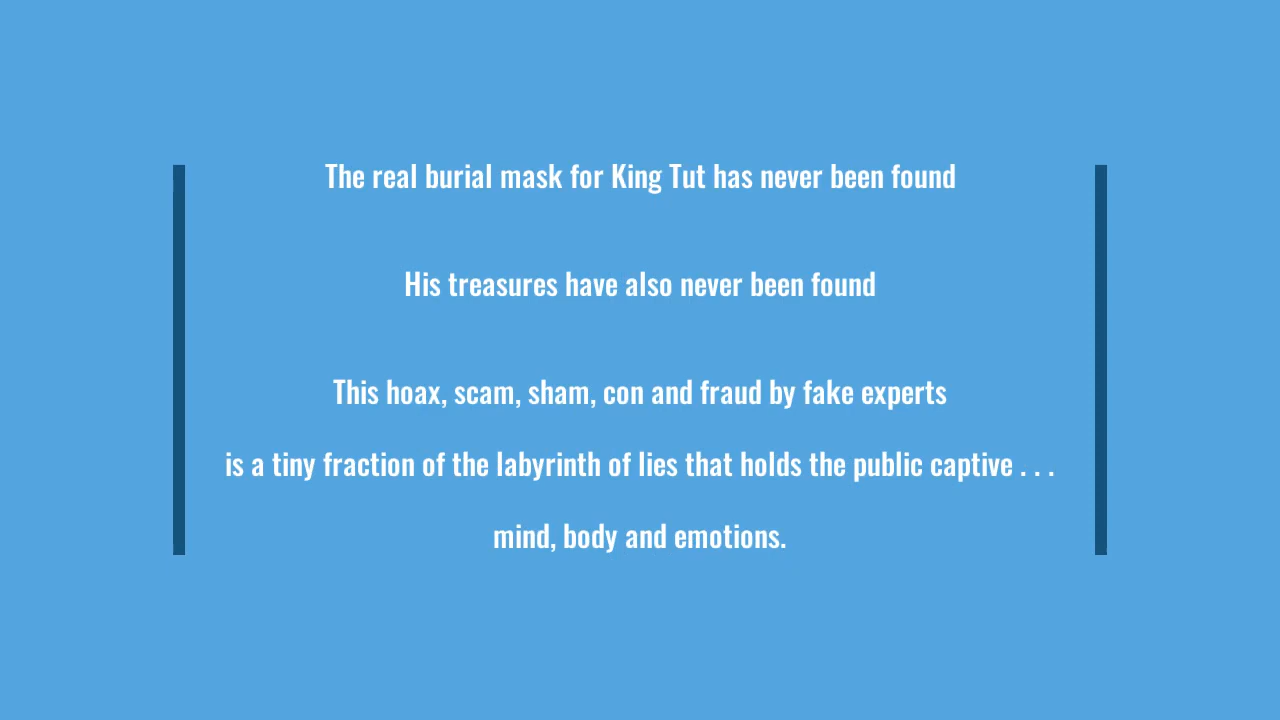 The real burial mask for King Tut has never been found
His treasures have also never been found
This hoax, scam, sham, con and fraud by fake experts
is a tiny fraction of the labyrinth of lies that holds the public captive . . .
mind, body and emotions.